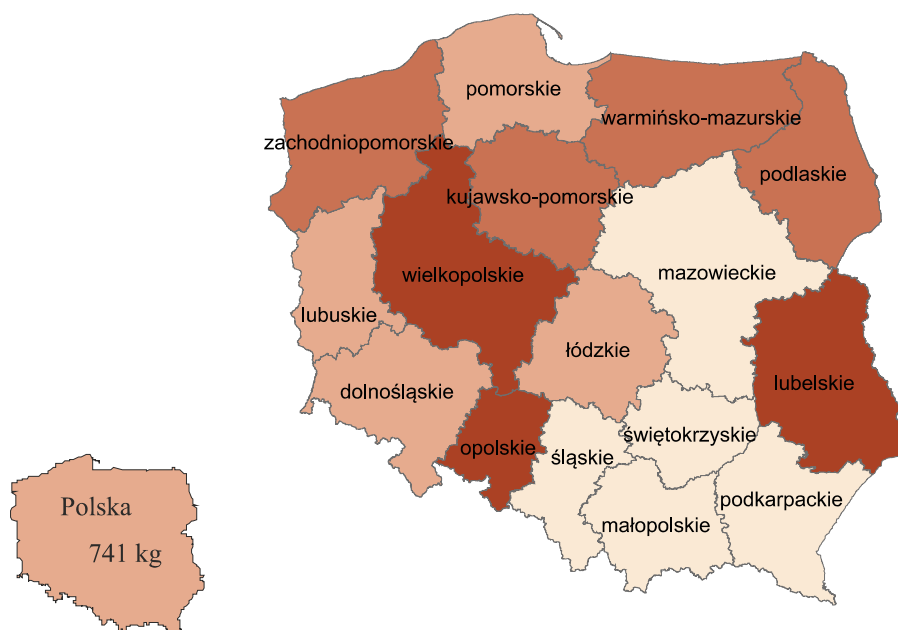 pomorskie
warmińsko-mazurskie
zachodniopomorskie
podlaskie
kujawsko-pomorskie
mazowieckie
wielkopolskie
lubuskie
łódzkie
lubelskie
dolnośląskie
świętokrzyskie
opolskie
śląskie
podkarpackie
małopolskie
Polska
741 kg